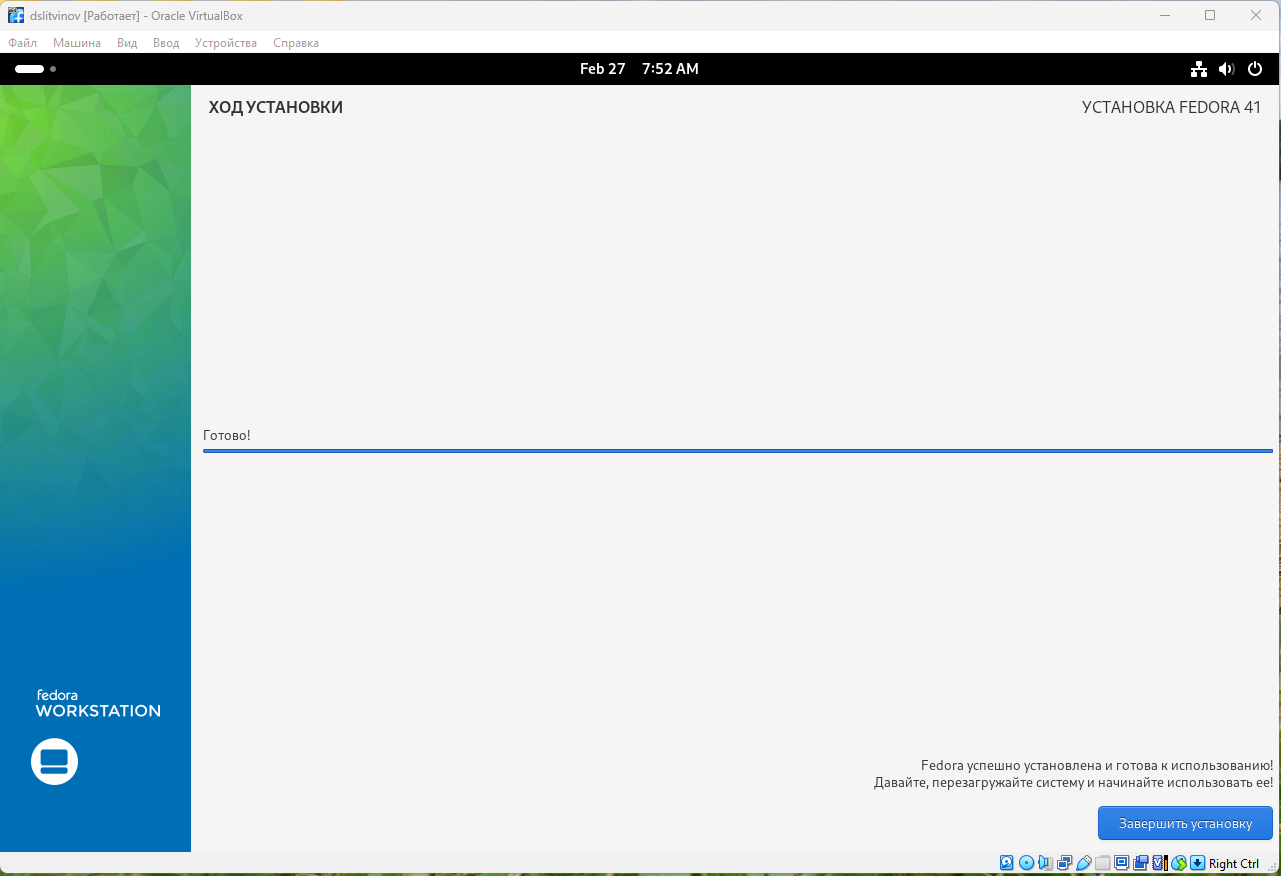 dslitvinov [Работает] - Oracle VirtualBox
Файл Машина Вид Ввод Устройства Справка
Feb 27 7:52 AM
ХОД УСТАНОВКИ
УСТАНОВКА FEDORA 41
Готово!
fedora
WORKSTATION
Fedora успешно установлена и готова к использованию!
Давайте, перезагружайте систему и начинайте использовать ее!
Завершить установку
Right Ctrl